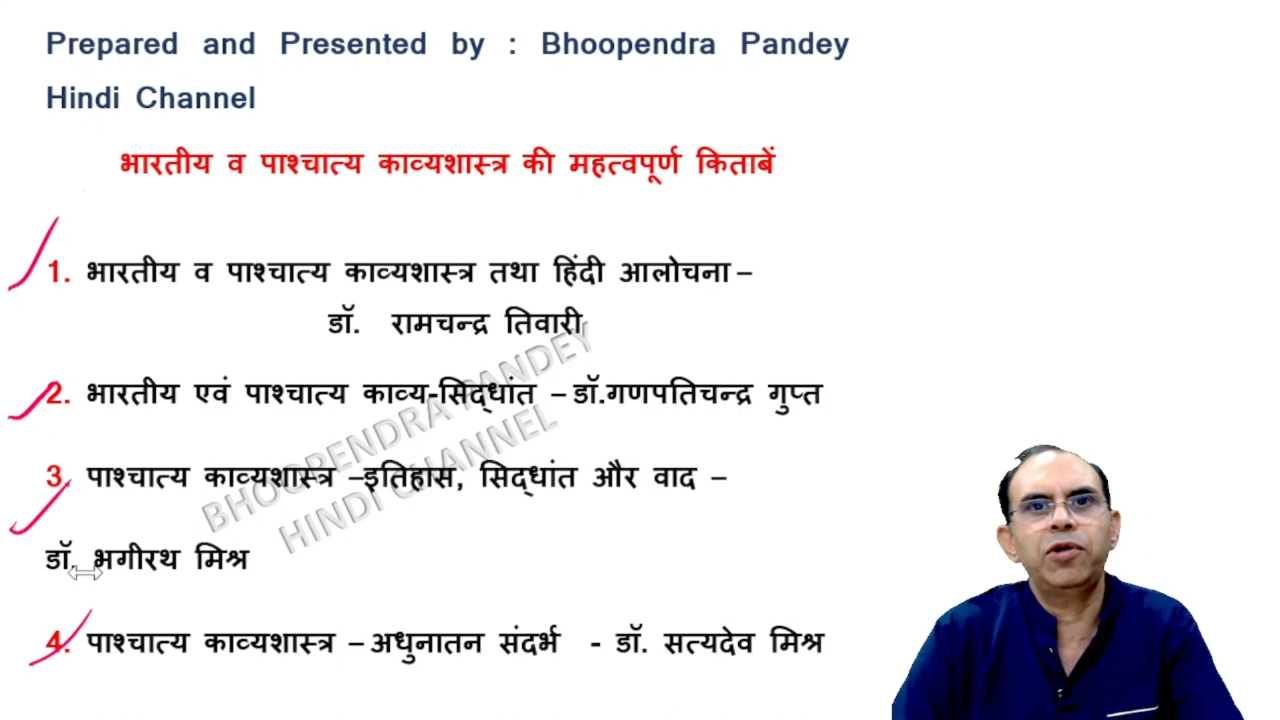 Prepared and Presented by : Bhoopendra Pandey
Hindi Channel
भारतीय व पाश्चात्य काव्यशास्त्र की महत्वपूर्ण किताबें
1. भारतीय व पाश्चात्य काव्यशास्त्र तथा हिंदी आलोचना –
डॉ. रामचन्द्र तिवारी
2. भारतीय एवं पाश्चात्य काव्य-सिद्धांत – डॉ.गणपतिचन्द्र गुप्त
3. पाश्चात्य काव्यशास्त्र –इतिहास, सिद्धांत और वाद –
डॉ. भगीरथ मिश्र
4. पाश्चात्य काव्यशास्त्र – अधुनातन संदर्भ - डॉ. सत्यदेव मिश्र
BHOOPENDRA PANDEY
HINDI CHANNEL